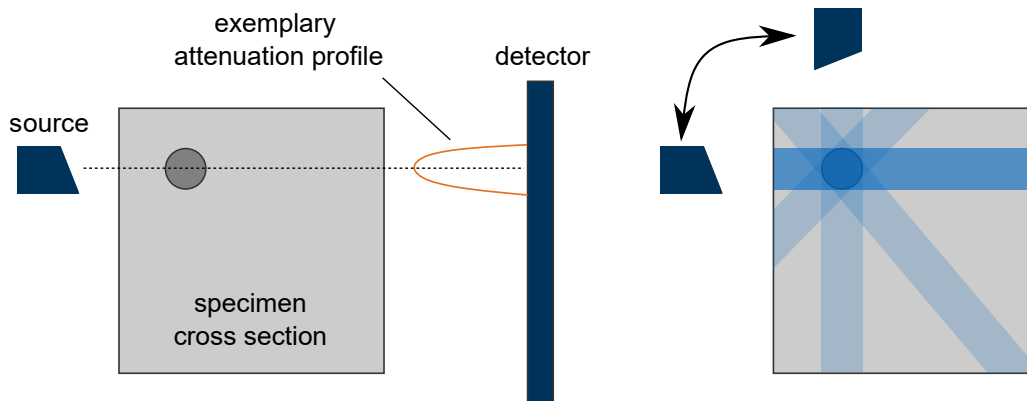 exemplary
attenuation profile
detector
source
specimen
cross section